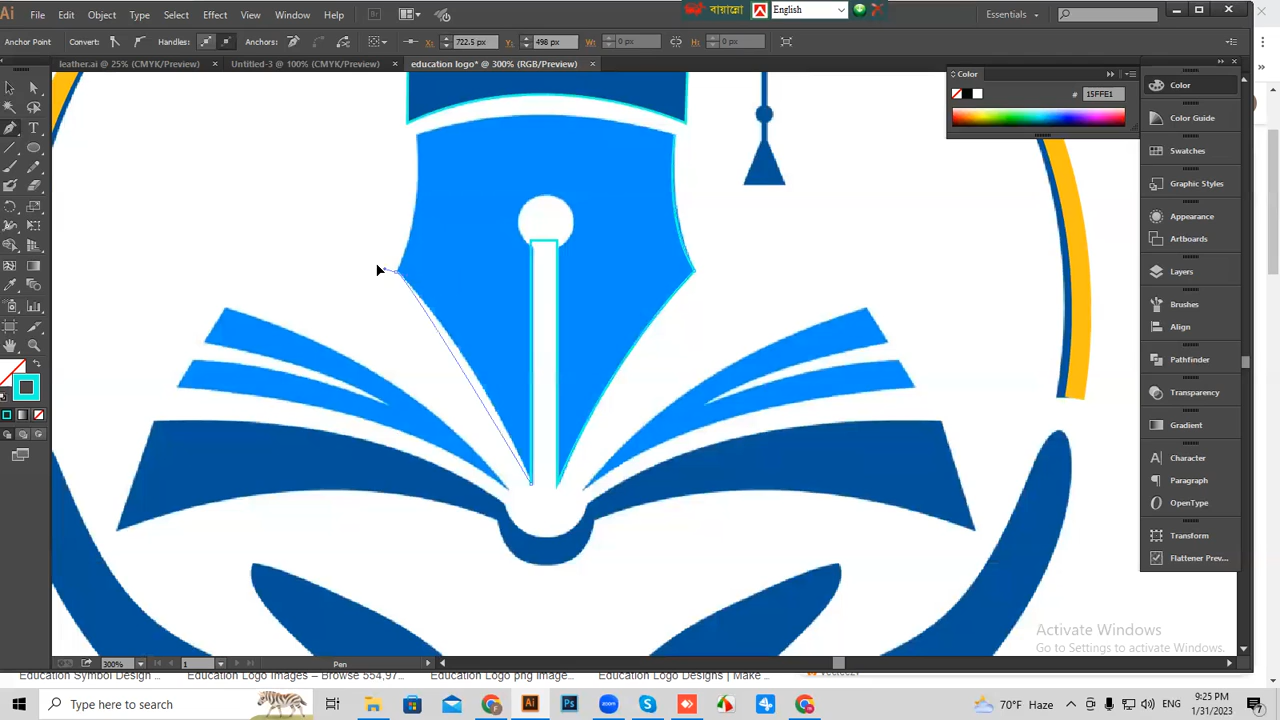 Ai File Edit Object Type Select Effect View Window Help Br Essentials
বায়ান্নো English
Anchor Point Convert: Handles: Anchors: X: 722.5 px Y: 498 px W: 0 px H: 0 px
leather.ai @ 25% (CMYK/Preview) × Untitled-3 @ 100% (CMYK/Preview) × education logo* @ 300% (RGB/Preview) ×
Color
# 15FFE1
Color
Color Guide
Swatches
Graphic Styles
Appearance
Artboards
Layers
Brushes
Align
Pathfinder
Transparency
Gradient
Character
Paragraph
OpenType
Transform
Flattener Prev...
Activate Windows
Go to Settings to activate Windows.
300% 1 Pen
Education Symbol Design ... Education Logo Images – Browse 554,97... Education Logo png images... Education Logo Designs | Make ...
Type here to search
70°F Haze
9:25 PM
1/31/2023